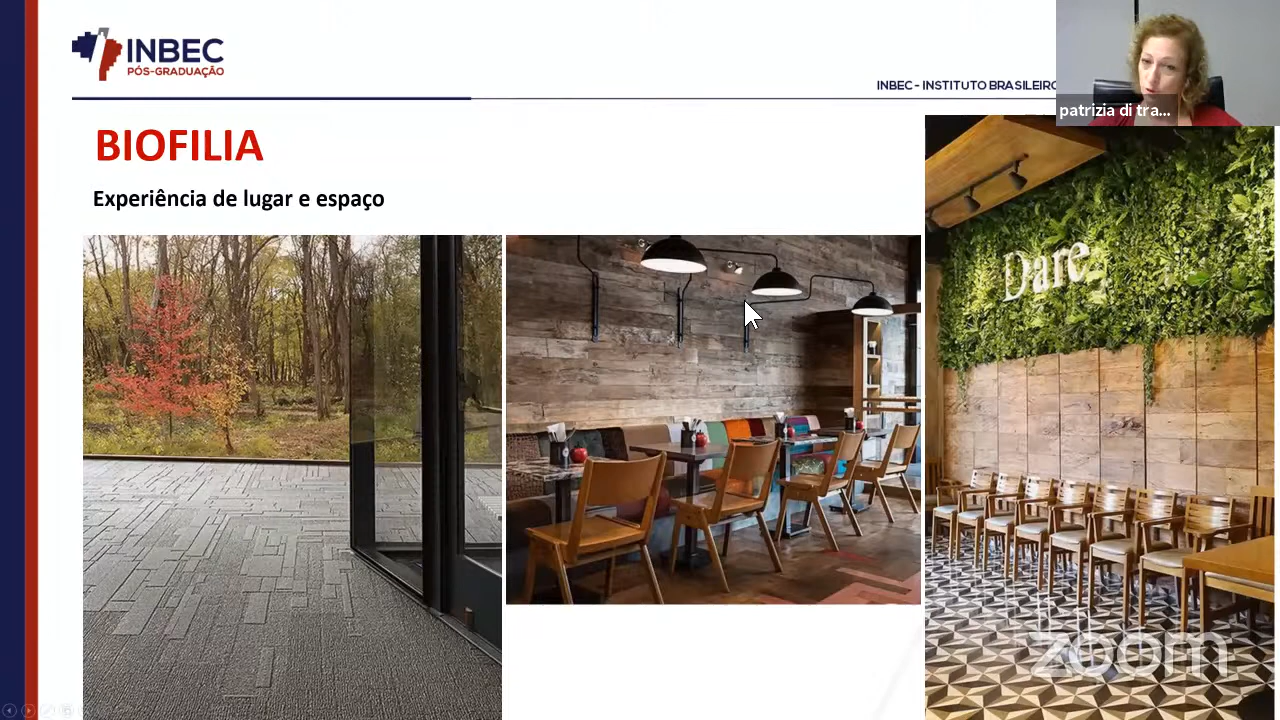 INBEC
PÓS-GRADUAÇÃO
INBEC - INSTITUTO BRASILEIRO
patrizia di tra...
BIOFILIA
Experiência de lugar e espaço
Dare
zoom